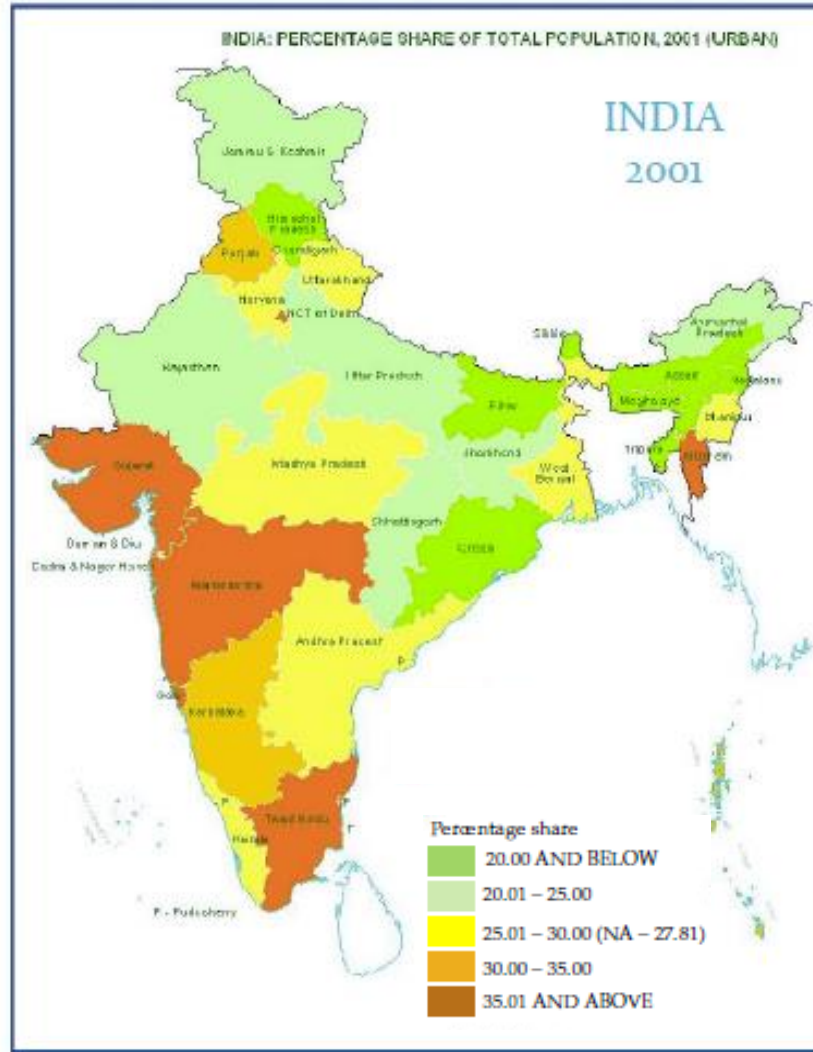 INDIA: PERCENTAGE SHARE OF TOTAL POPULATION, 2001 (URBAN)
INDIA
2001
Jammu & Kashmir
Himachal
Pradesh
Punjab
Chandigarh
Uttarakhand
Haryana
NCT of Delhi
Arunachal
Pradesh
Rajasthan
Uttar Pradesh
Sikkim
Assam
Nagaland
Bihar
Meghalaya
Manipur
Gujarat
Madhya Pradesh
Jharkhand
West
Bengal
Tripura
Mizoram
Chhattisgarh
Orissa
Daman & Diu
Dadra & Nagar Haveli
Maharashtra
Andhra Pradesh
P
Goa
Karnataka
P
Tamil Nadu
P
Kerala
P - Puducherry
Percentage share
20.00 AND BELOW
20.01 – 25.00
25.01 – 30.00 (NA – 27.81)
30.00 – 35.00
35.01 AND ABOVE